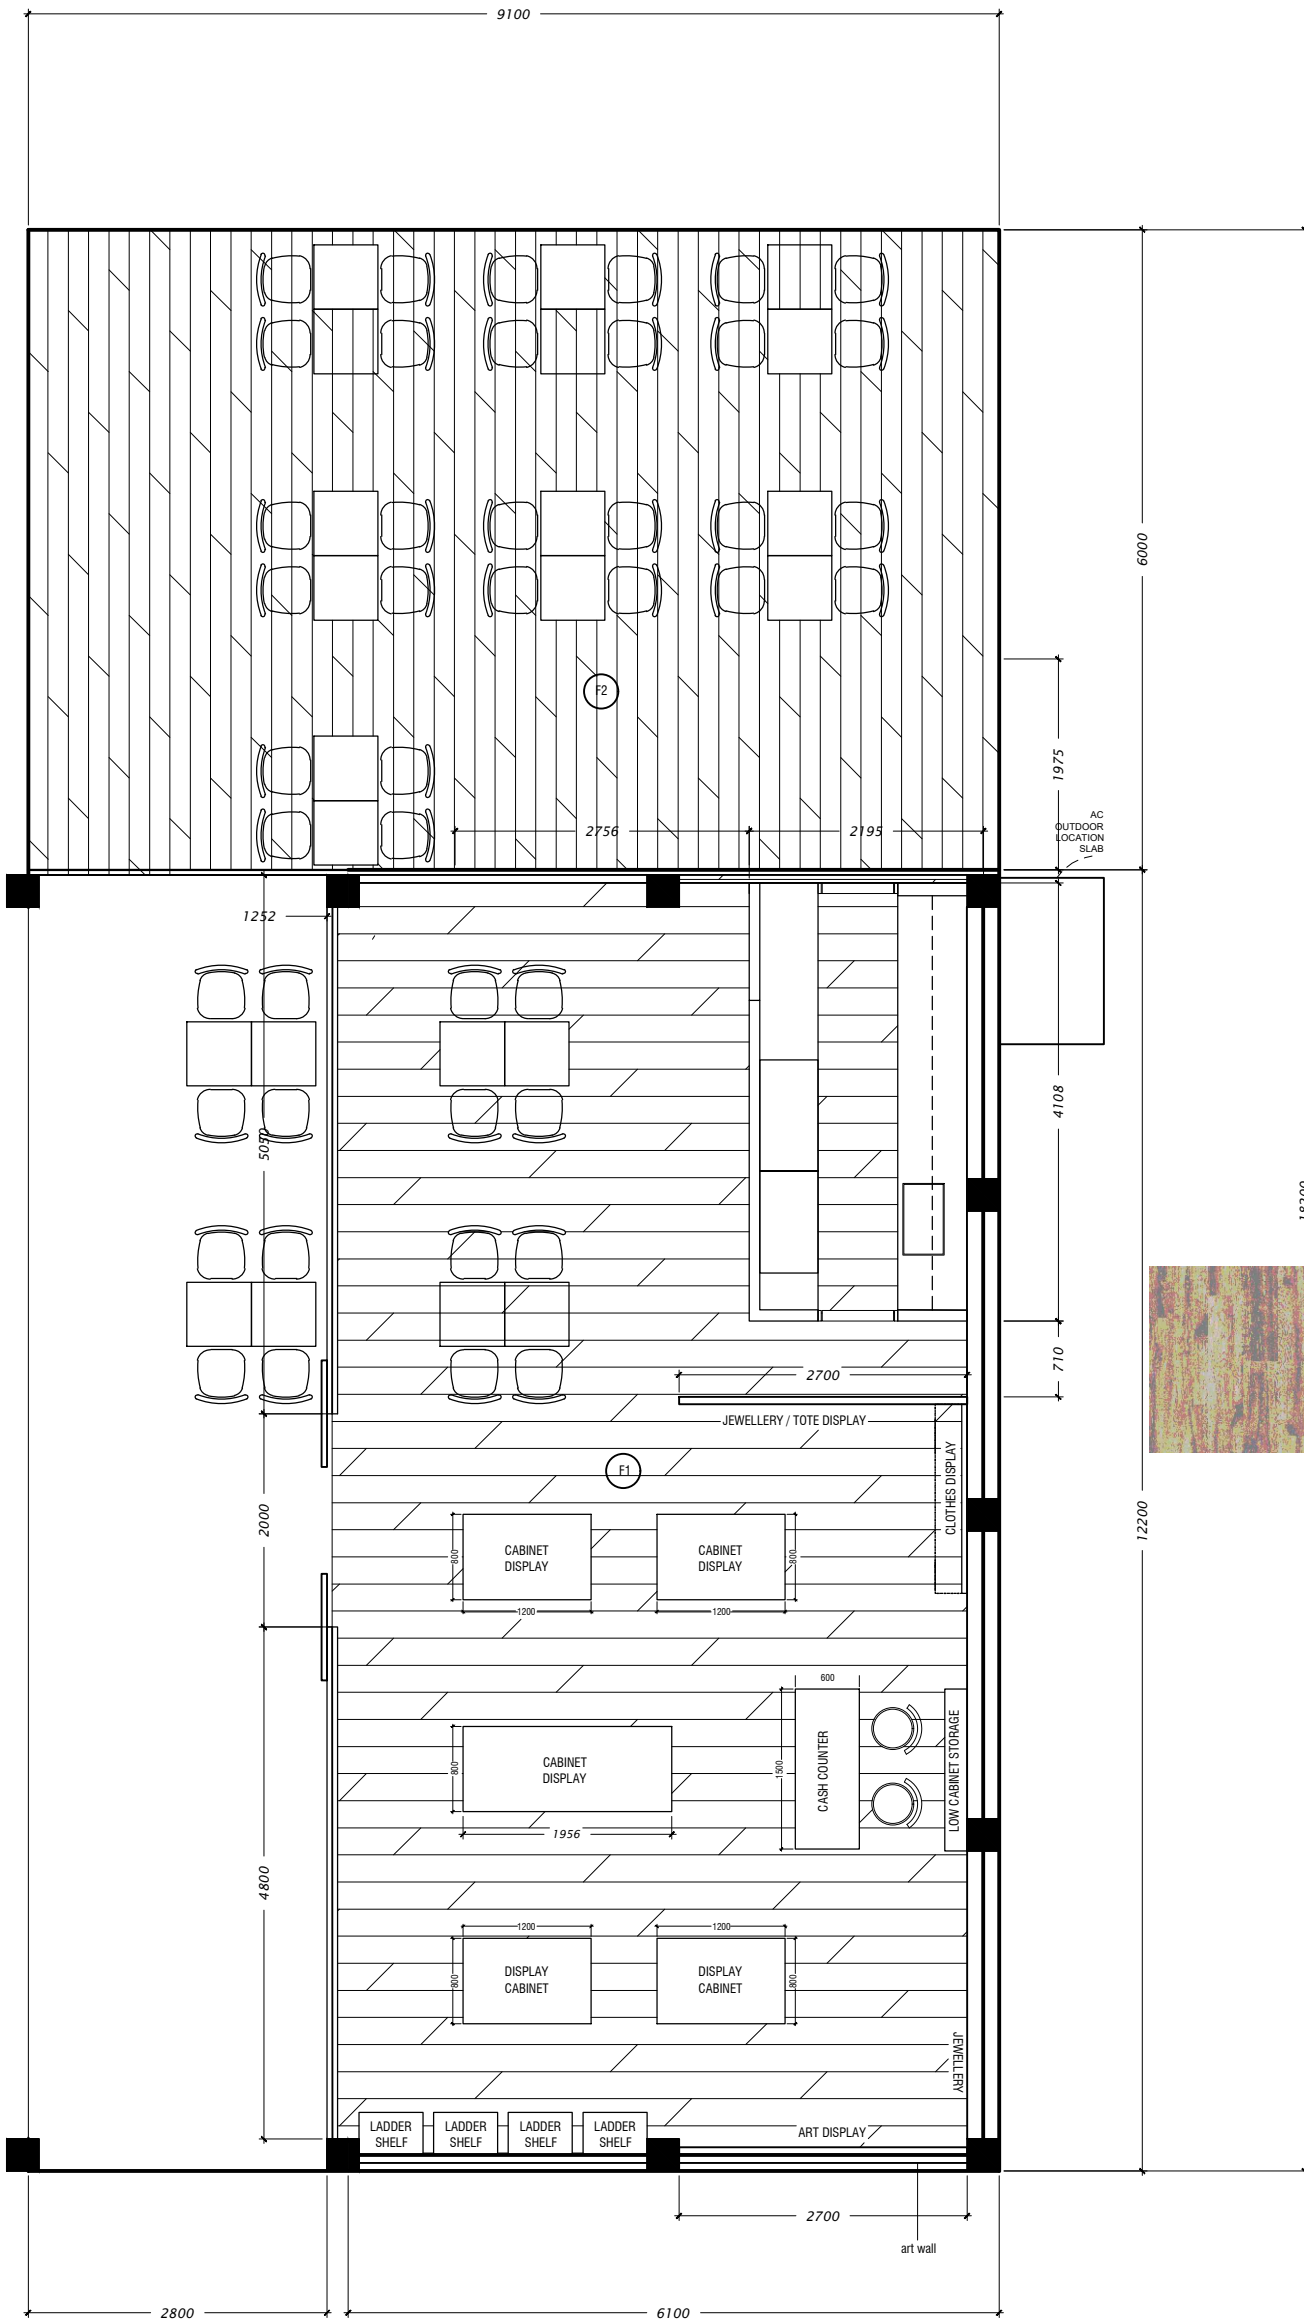 9100
6000
F2
1975
2756
2195
AC
OUTDOOR
LOCATION
SLAB
1252
5050
4108
18200
710
2700
JEWELLERY / TOTE DISPLAY
CLOTHES DISPLAY
F1
2000
12200
CABINET
DISPLAY
800
1200
CABINET
DISPLAY
800
1200
600
CABINET
DISPLAY
800
1956
1500
CASH COUNTER
LOW CABINET STORAGE
4800
1200
1200
DISPLAY
CABINET
800
DISPLAY
CABINET
800
JEWELLERY
LADDER
SHELF
LADDER
SHELF
LADDER
SHELF
LADDER
SHELF
ART DISPLAY
2700
art wall
2800
6100